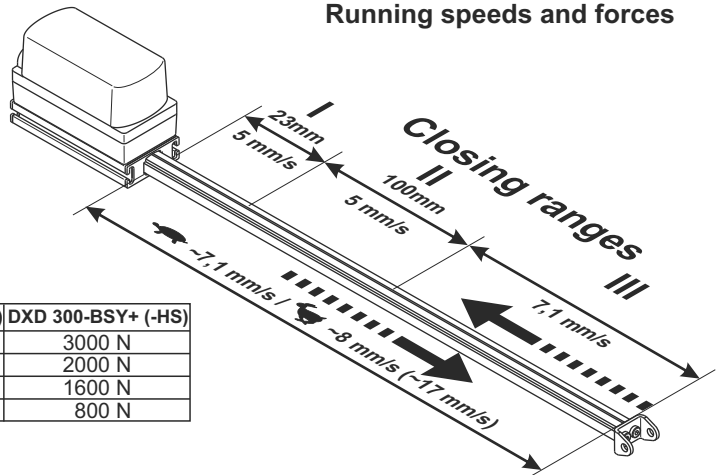 Running speeds and forces
Closing ranges
I
23mm
5 mm/s
II
100mm
5 mm/s
III
7,1 mm/s
~7,1 mm/s / ~8 mm/s (~17 mm/s)
) DXD 300-BSY+ (-HS)
3000 N
2000 N
1600 N
800 N